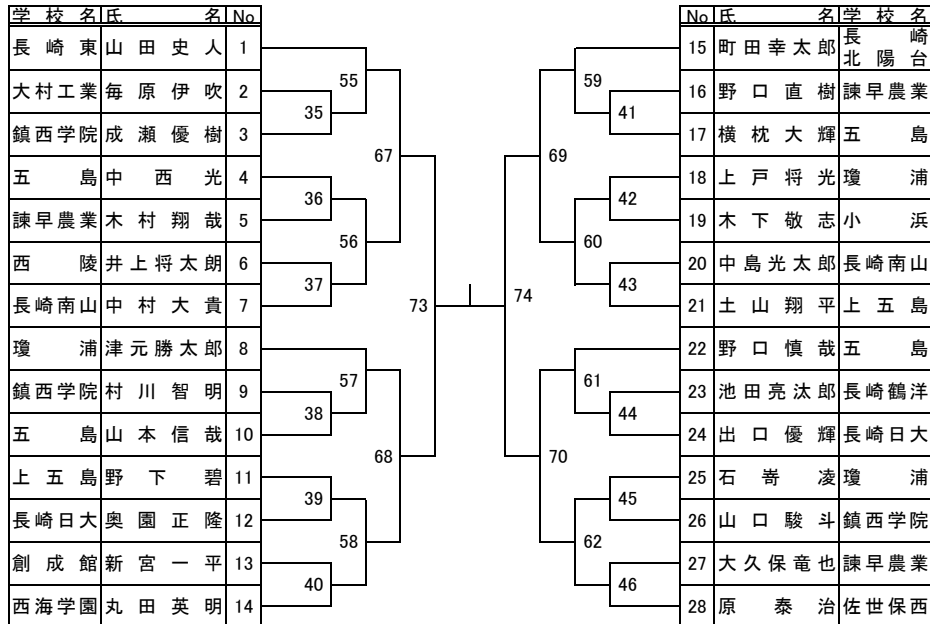 学校名 氏名 No
長崎東 山田史人 1
大村工業 毎原伊吹 2
鎮西学院 成瀬優樹 3
五島 中西光 4
諫早農業 木村翔哉 5
西陵 井上将太朗 6
長崎南山 中村大貴 7
瓊浦 津元勝太郎 8
鎮西学院 村川智明 9
五島 山本信哉 10
上五島 野下碧 11
長崎日大 奥園正隆 12
創成館 新宮一平 13
西海学園 丸田英明 14
55
35
67
36
56
37
73
57
38
68
39
58
40
74
59
41
69
42
60
43
61
44
70
45
62
46
No 氏名 学校名
15 町田幸太郎 長崎
北陽台
16 野口直樹 諫早農業
17 横枕大輝 五島
18 上戸将光 瓊浦
19 木下敬志 小浜
20 中島光太郎 長崎南山
21 土山翔平 上五島
22 野口慎哉 五島
23 池田亮汰郎 長崎鶴洋
24 出口優輝 長崎日大
25 石嵜凌 瓊浦
26 山口駿斗 鎮西学院
27 大久保竜也 諫早農業
28 原泰治 佐世保西